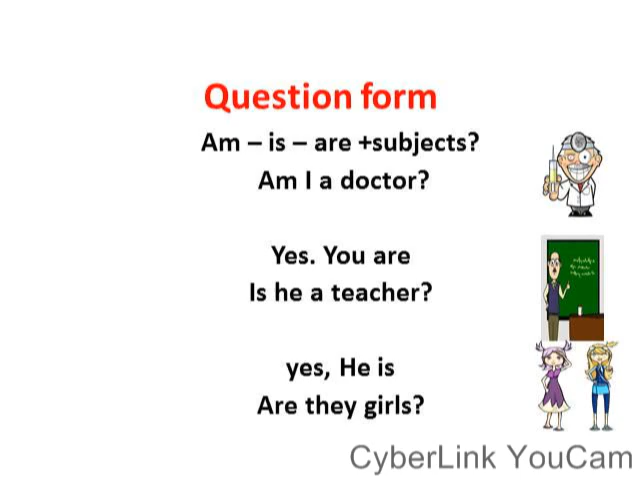 Question form
Am – is – are +subjects?
Am I a doctor?
Yes. You are
Is he a teacher?
yes, He is
Are they girls?
CyberLink YouCam